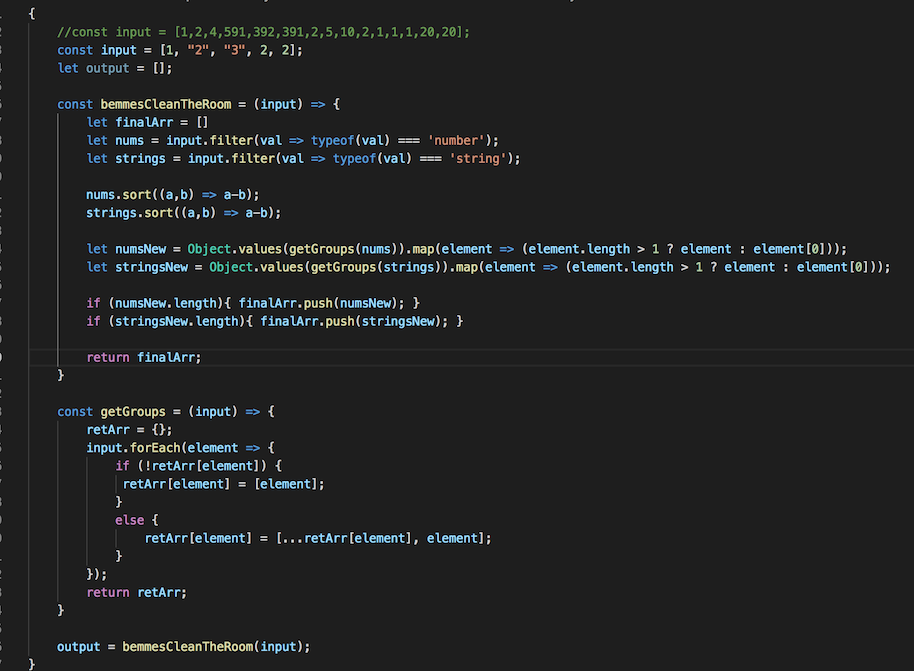 {
//const input = [1,2,4,591,392,391,2,5,10,2,1,1,1,20,20];
const input = [1, "2", "3", 2, 2];
let output = [];
const bemmesCleanTheRoom = (input) => {
let finalArr = []
let nums = input.filter(val => typeof(val) === 'number');
let strings = input.filter(val => typeof(val) === 'string');
nums.sort((a,b) => a-b);
strings.sort((a,b) => a-b);
let numsNew = Object.values(getGroups(nums)).map(element => (element.length > 1 ? element : element[0]));
let stringsNew = Object.values(getGroups(strings)).map(element => (element.length > 1 ? element : element[0]));
if (numsNew.length){ finalArr.push(numsNew); }
if (stringsNew.length){ finalArr.push(stringsNew); }
return finalArr;
}
const getGroups = (input) => {
retArr = {};
input.forEach(element => {
if (!retArr[element]) {
retArr[element] = [element];
}
else {
retArr[element] = [...retArr[element], element];
}
});
return retArr;
}
output = bemmesCleanTheRoom(input);
}